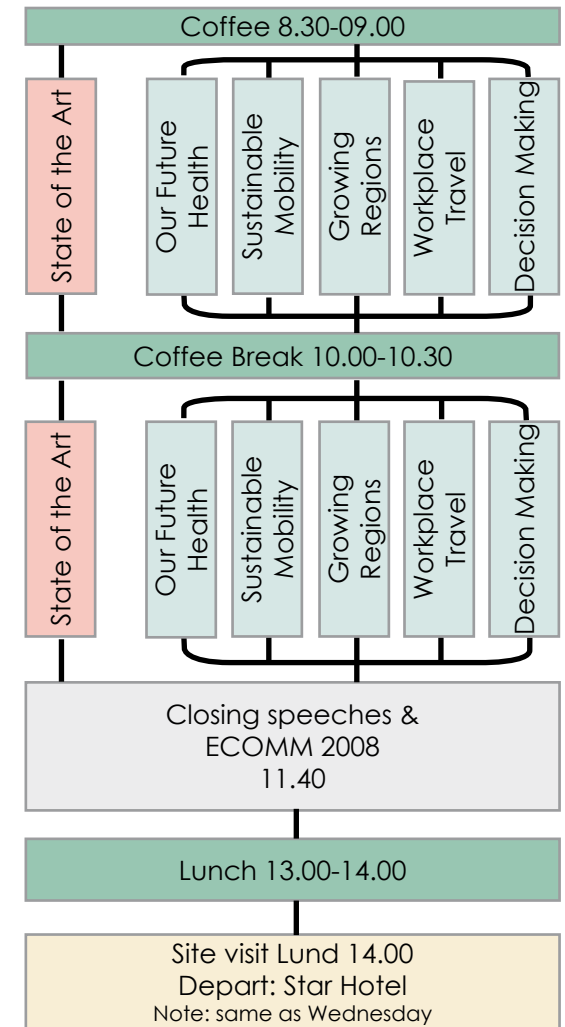 Coffee 8.30-09.00
State of the Art
Our Future
Health
Sustainable
Mobility
Growing
Regions
Workplace
Travel
Decision Making
Coffee Break 10.00-10.30
State of the Art
Our Future
Health
Sustainable
Mobility
Growing
Regions
Workplace
Travel
Decision Making
Closing speeches &
ECOMM 2008
11.40
Lunch 13.00-14.00
Site visit Lund 14.00
Depart: Star Hotel
Note: same as Wednesday